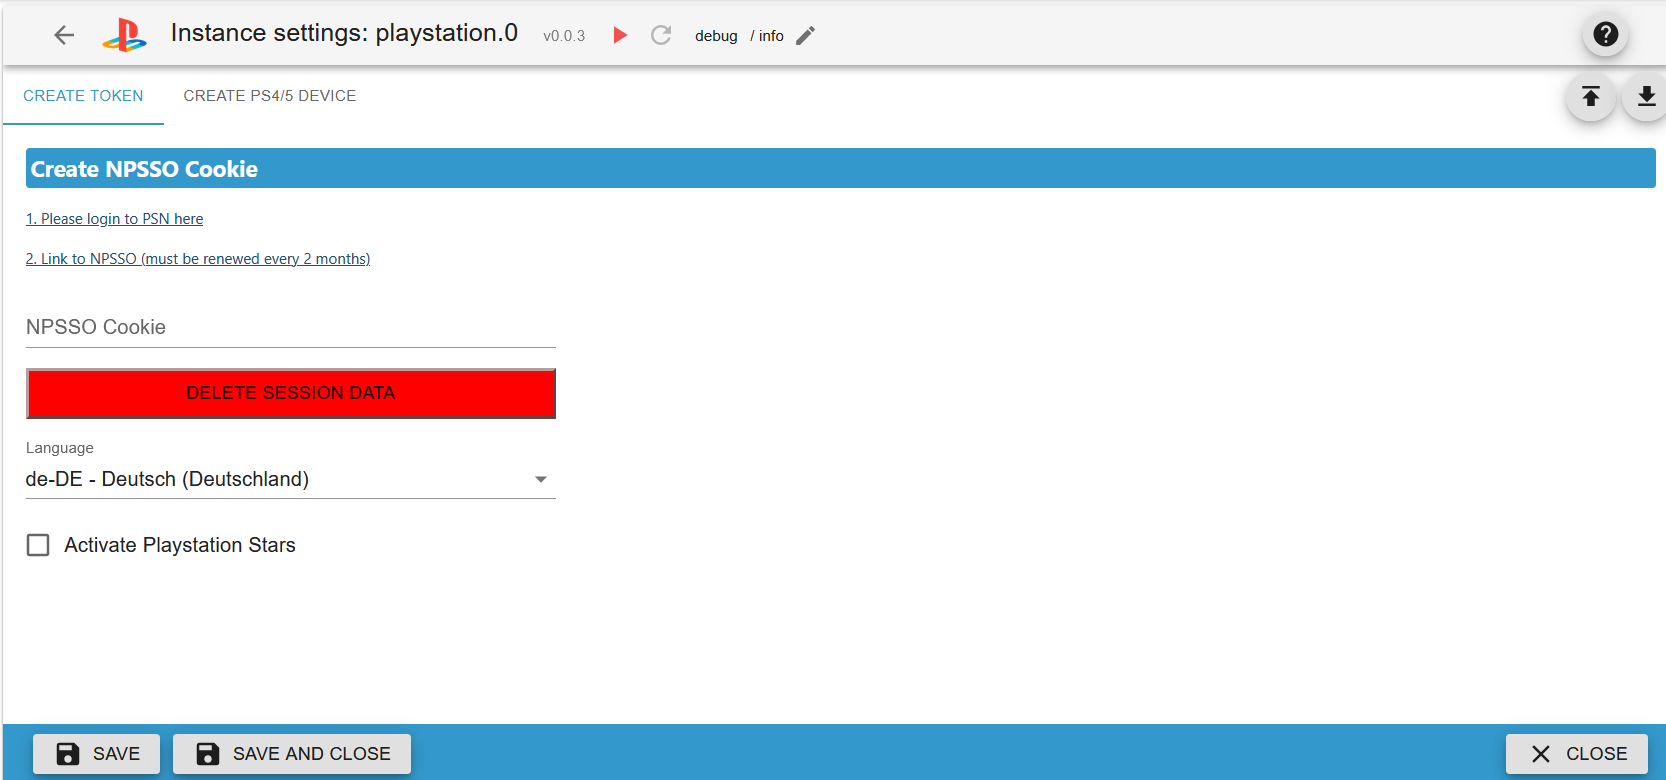 Instance settings: playstation.0 v0.0.3 debug / info
CREATE TOKEN CREATE PS4/5 DEVICE
Create NPSSO Cookie
1. Please login to PSN here
2. Link to NPSSO (must be renewed every 2 months)
NPSSO Cookie
DELETE SESSION DATA
Language
de-DE - Deutsch (Deutschland)
Activate Playstation Stars
SAVE SAVE AND CLOSE CLOSE